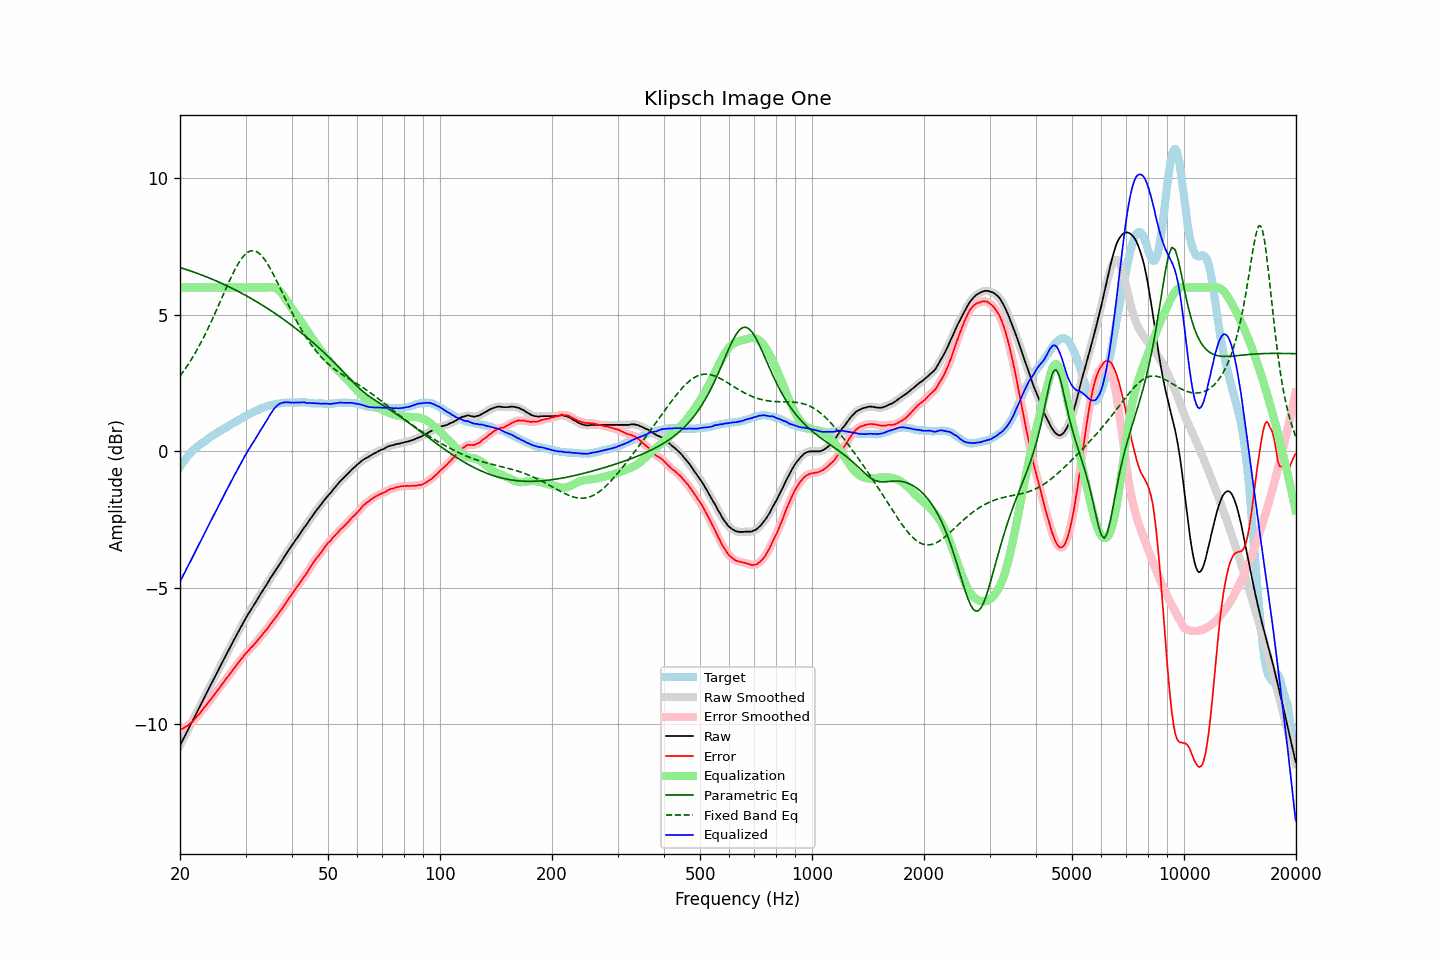 Klipsch Image One
Amplitude (dBr)
10
5
0
−5
−10
Target
Raw Smoothed
Error Smoothed
Raw
Error
Equalization
Parametric Eq
Fixed Band Eq
Equalized
20 50 100 200 500 1000 2000 5000 10000 20000
Frequency (Hz)